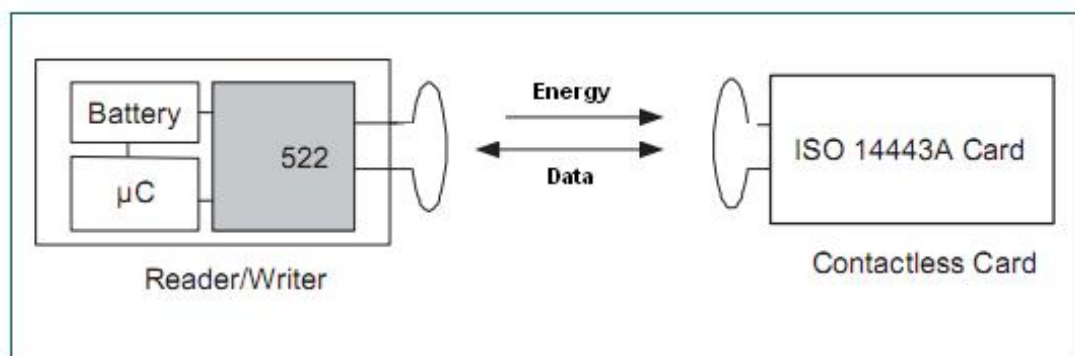 Battery
522
µC
Reader/Writer
Energy
Data
ISO 14443A Card
Contactless Card